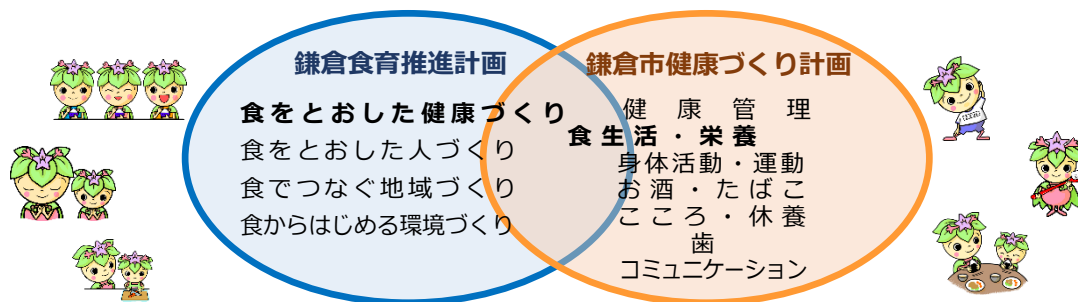 鎌倉食育推進計画
食をとおした健康づくり
食をとおした人づくり
食でつなぐ地域づくり
食からはじめる環境づくり
鎌倉市健康づくり計画
健康管理
食生活・栄養
身体活動・運動
お酒・たばこ
こころ・休養
歯
コミュニケーション